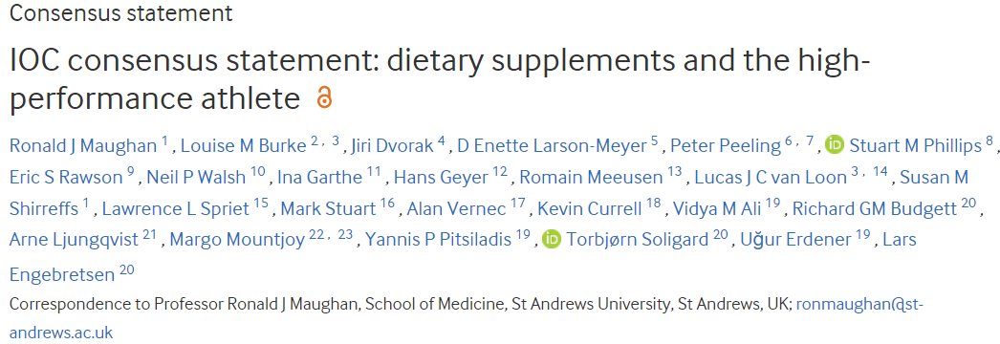 Consensus statement
IOC consensus statement: dietary supplements and the high-
performance athlete
Ronald J Maughan 1, Louise M Burke 2, 3, Jiri Dvorak 4, D Enette Larson-Meyer 5, Peter Peeling 6, 7, iD Stuart M Phillips 8,
Eric S Rawson 9, Neil P Walsh 10, Ina Garthe 11, Hans Geyer 12, Romain Meeusen 13, Lucas J C van Loon 3, 14, Susan M
Shirreffs 1, Lawrence L Spriet 15, Mark Stuart 16, Alan Vernec 17, Kevin Currell 18, Vidya M Ali 19, Richard GM Budgett 20,
Arne Ljungqvist 21, Margo Mountjoy 22, 23, Yannis P Pitsiladis 19, iD Torbjørn Soligard 20, Uğur Erdener 19, Lars
Engebretsen 20
Correspondence to Professor Ronald J Maughan, School of Medicine, St Andrews University, St Andrews, UK; ronmaughan@st-
andrews.ac.uk